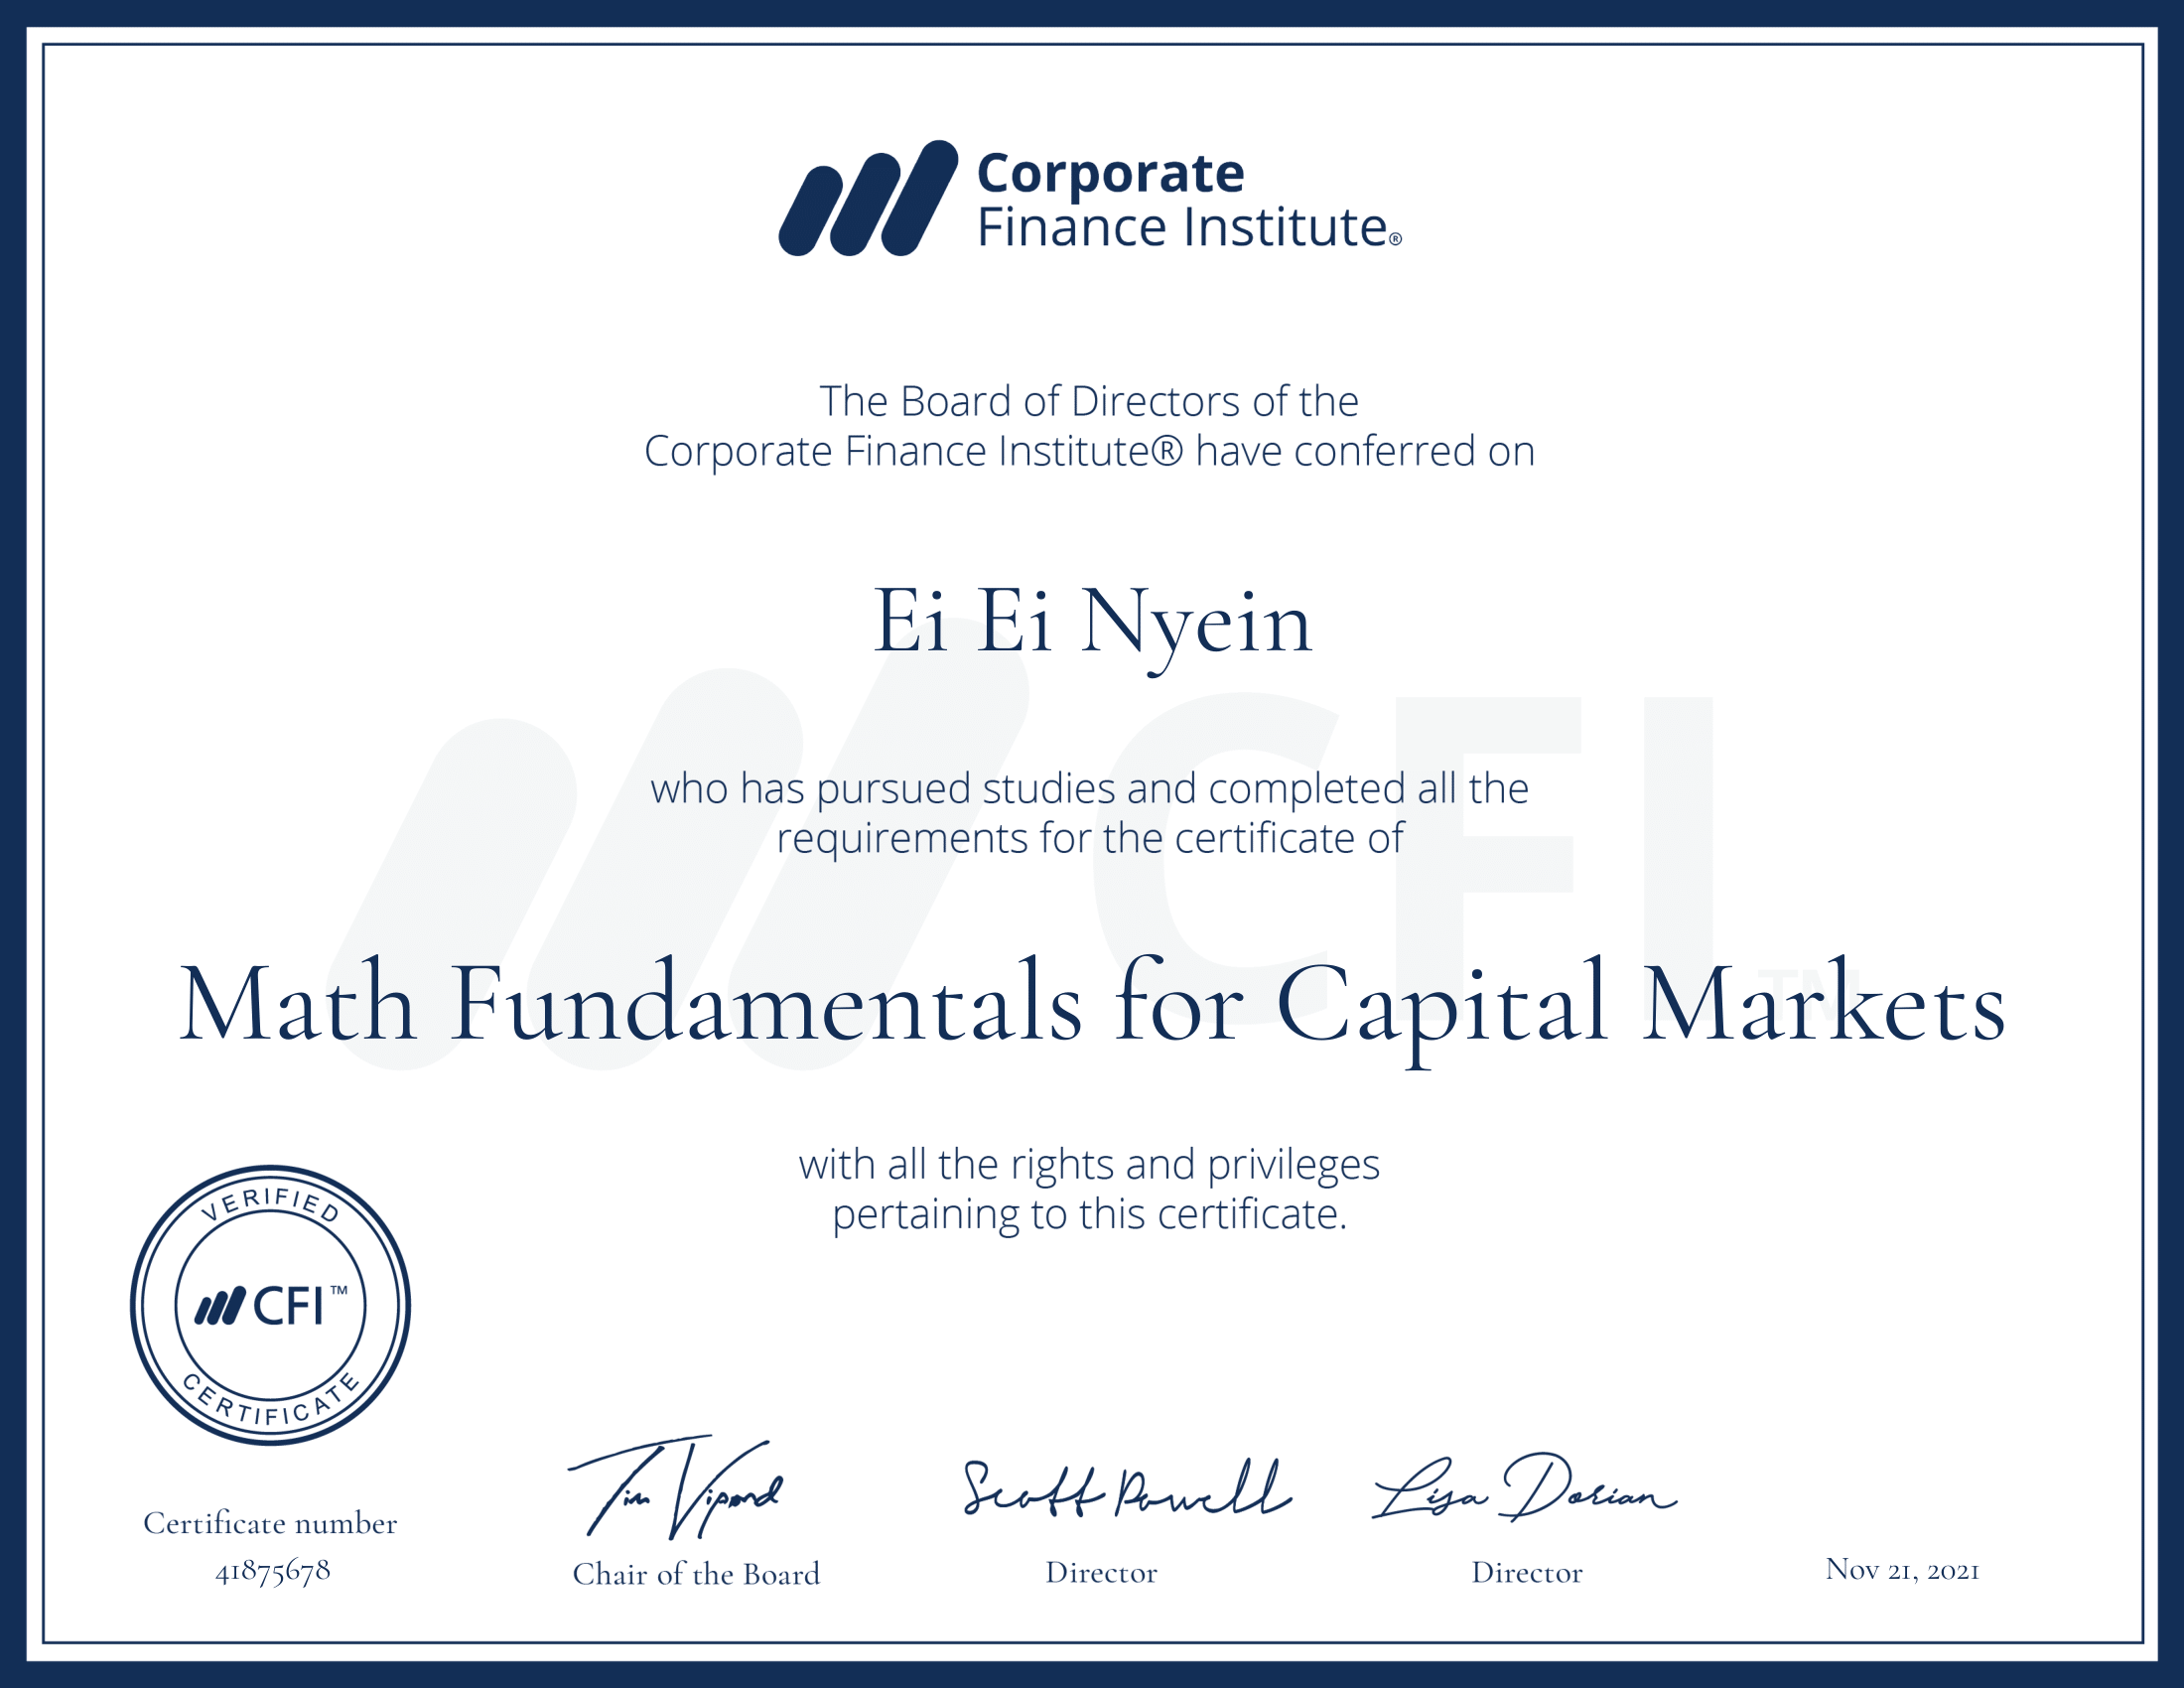 Corporate
Finance Institute®
The Board of Directors of the
Corporate Finance Institute® have conferred on
Ei Ei Nyein
who has pursued studies and completed all the
requirements for the certificate of
CFI
TM
Math Fundamentals for Capital Markets
with all the rights and privileges
pertaining to this certificate.
VERIFIED
CFI™
CERTIFICATE
Tim Vipond
Scott Powell
Lisa Dorian
Certificate number
41875678
Chair of the Board
Director
Director
Nov 21, 2021